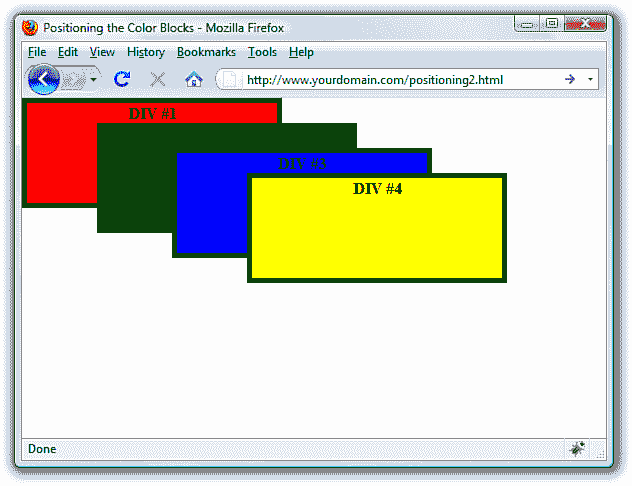 Positioning the Color Blocks - Mozilla Firefox
File Edit View History Bookmarks Tools Help
http://www.yourdomain.com/positioning2.html
DIV #1
DIV #3
DIV #4
Done